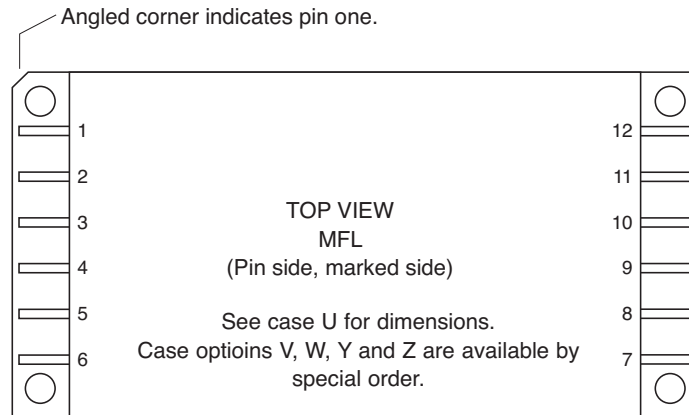 Angled corner indicates pin one.
1
12
2
11
3
10
4
9
5
8
6
7
TOP VIEW
MFL
(Pin side, marked side)
See case U for dimensions.
Case optioins V, W, Y and Z are available by
special order.